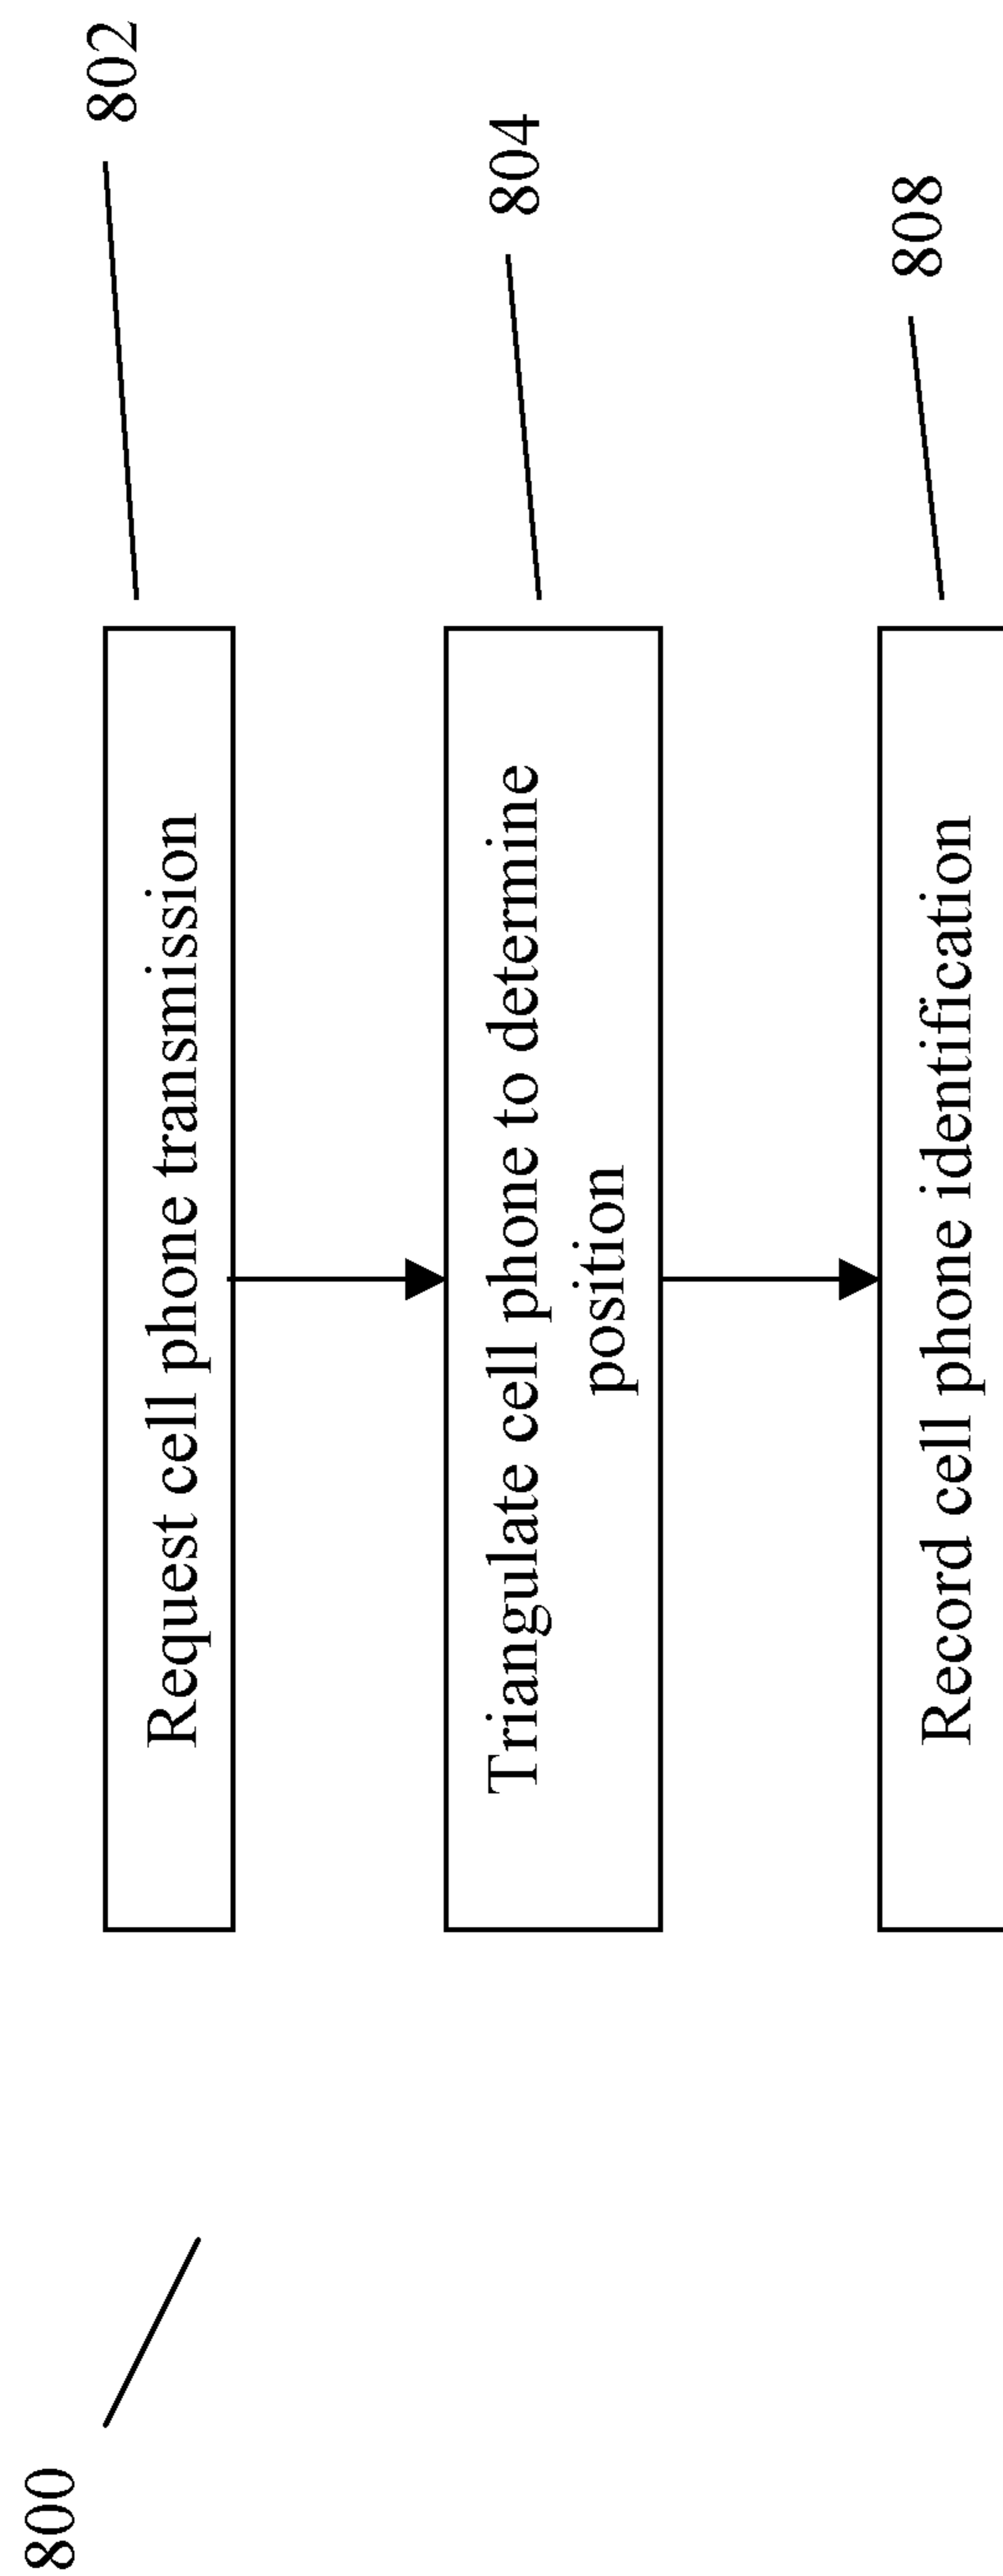 800
802
Request cell phone transmission
804
Triangulate cell phone to determine
position
808
Record cell phone identification